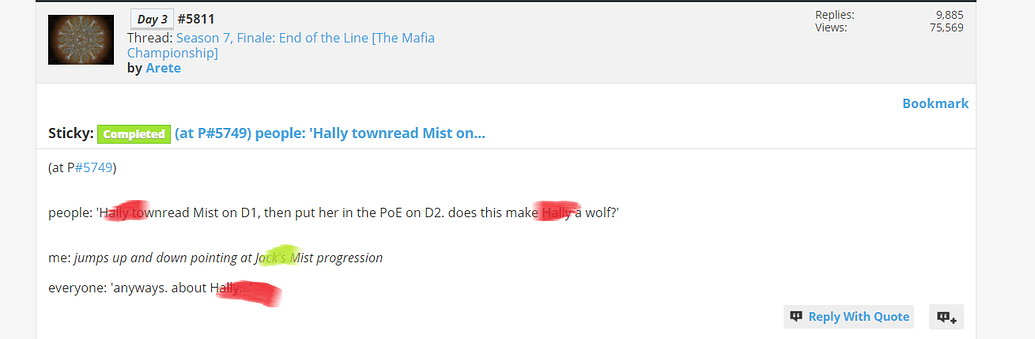 Day 3 #5811
Replies: 9,885
Thread: Season 7, Finale: End of the Line [The Mafia
Views: 75,569
Championship]
by Arete
Bookmark
Sticky: Completed (at P#5749) people: 'Hally townread Mist on...
(at P#5749)
people: 'Hally townread Mist on D1, then put her in the PoE on D2. does this make Hally a wolf?'
me: jumps up and down pointing at Jack's Mist progression
everyone: 'anyways. about Hally...'
Reply With Quote